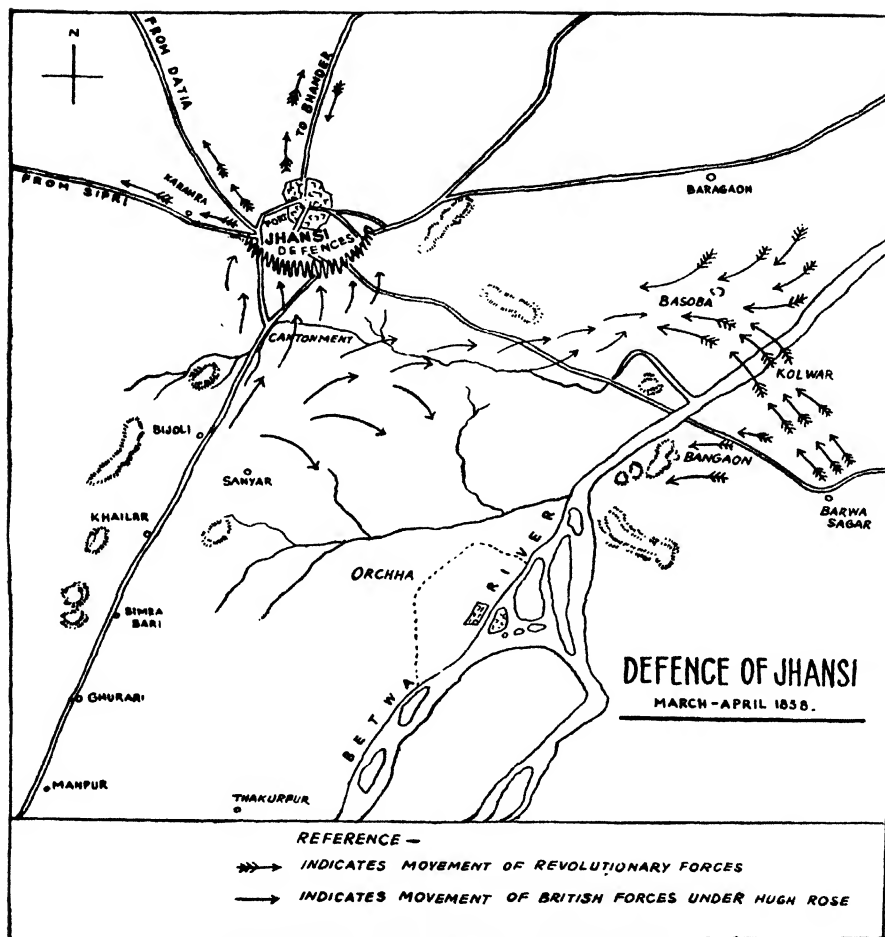 N
FROM DATIA
TO BHANDER
FROM SIPRI
KARAHRA
FORT
JHANSI
DEFENCES
BARAGAON
BASOBA
CANTONMENT
KOLWAR
BIJOLI
SANYAR
BANGAON
BARWA
SAGAR
KHAILAR
ORCHHA
BETWA RIVER
BIMRA
BARI
GHURARI
MANPUR
THAKURPUR
DEFENCE OF JHANSI
MARCH-APRIL 1858.
REFERENCE –
INDICATES MOVEMENT OF REVOLUTIONARY FORCES
INDICATES MOVEMENT OF BRITISH FORCES UNDER HUGH ROSE